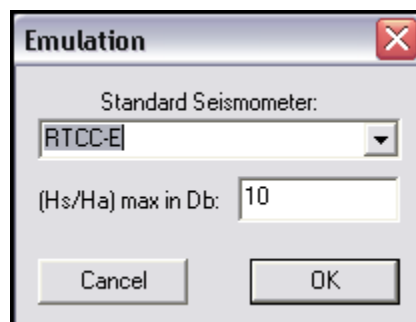 Emulation
Standard Seismometer:
RTCC-E
(Hs/Ha) max in Db: 10
Cancel OK